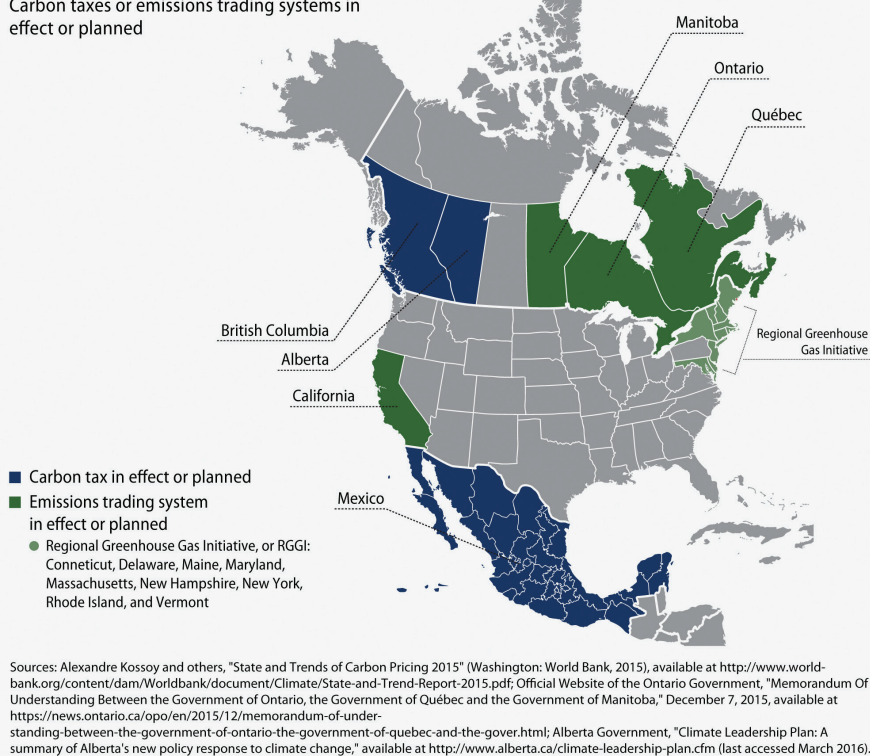 Carbon taxes or emissions trading systems in
effect or planned
Manitoba
Ontario
Québec
British Columbia
Alberta
California
Mexico
Regional Greenhouse
Gas Initiative
Carbon tax in effect or planned
Emissions trading system
in effect or planned
Regional Greenhouse Gas Initiative, or RGGI:
Conneticut, Delaware, Maine, Maryland,
Massachusetts, New Hampshire, New York,
Rhode Island, and Vermont
Sources: Alexandre Kossoy and others, "State and Trends of Carbon Pricing 2015" (Washington: World Bank, 2015), available at http://www.world-
bank.org/content/dam/Worldbank/document/Climate/State-and-Trend-Report-2015.pdf; Official Website of the Ontario Government, "Memorandum Of
Understanding Between the Government of Ontario, the Government of Québec and the Government of Manitoba," December 7, 2015, available at
https://news.ontario.ca/opo/en/2015/12/memorandum-of-under-
standing-between-the-government-of-ontario-the-government-of-quebec-and-the-gover.html; Alberta Government, "Climate Leadership Plan: A
summary of Alberta's new policy response to climate change," available at http://www.alberta.ca/climate-leadership-plan.cfm (last accessed March 2016).